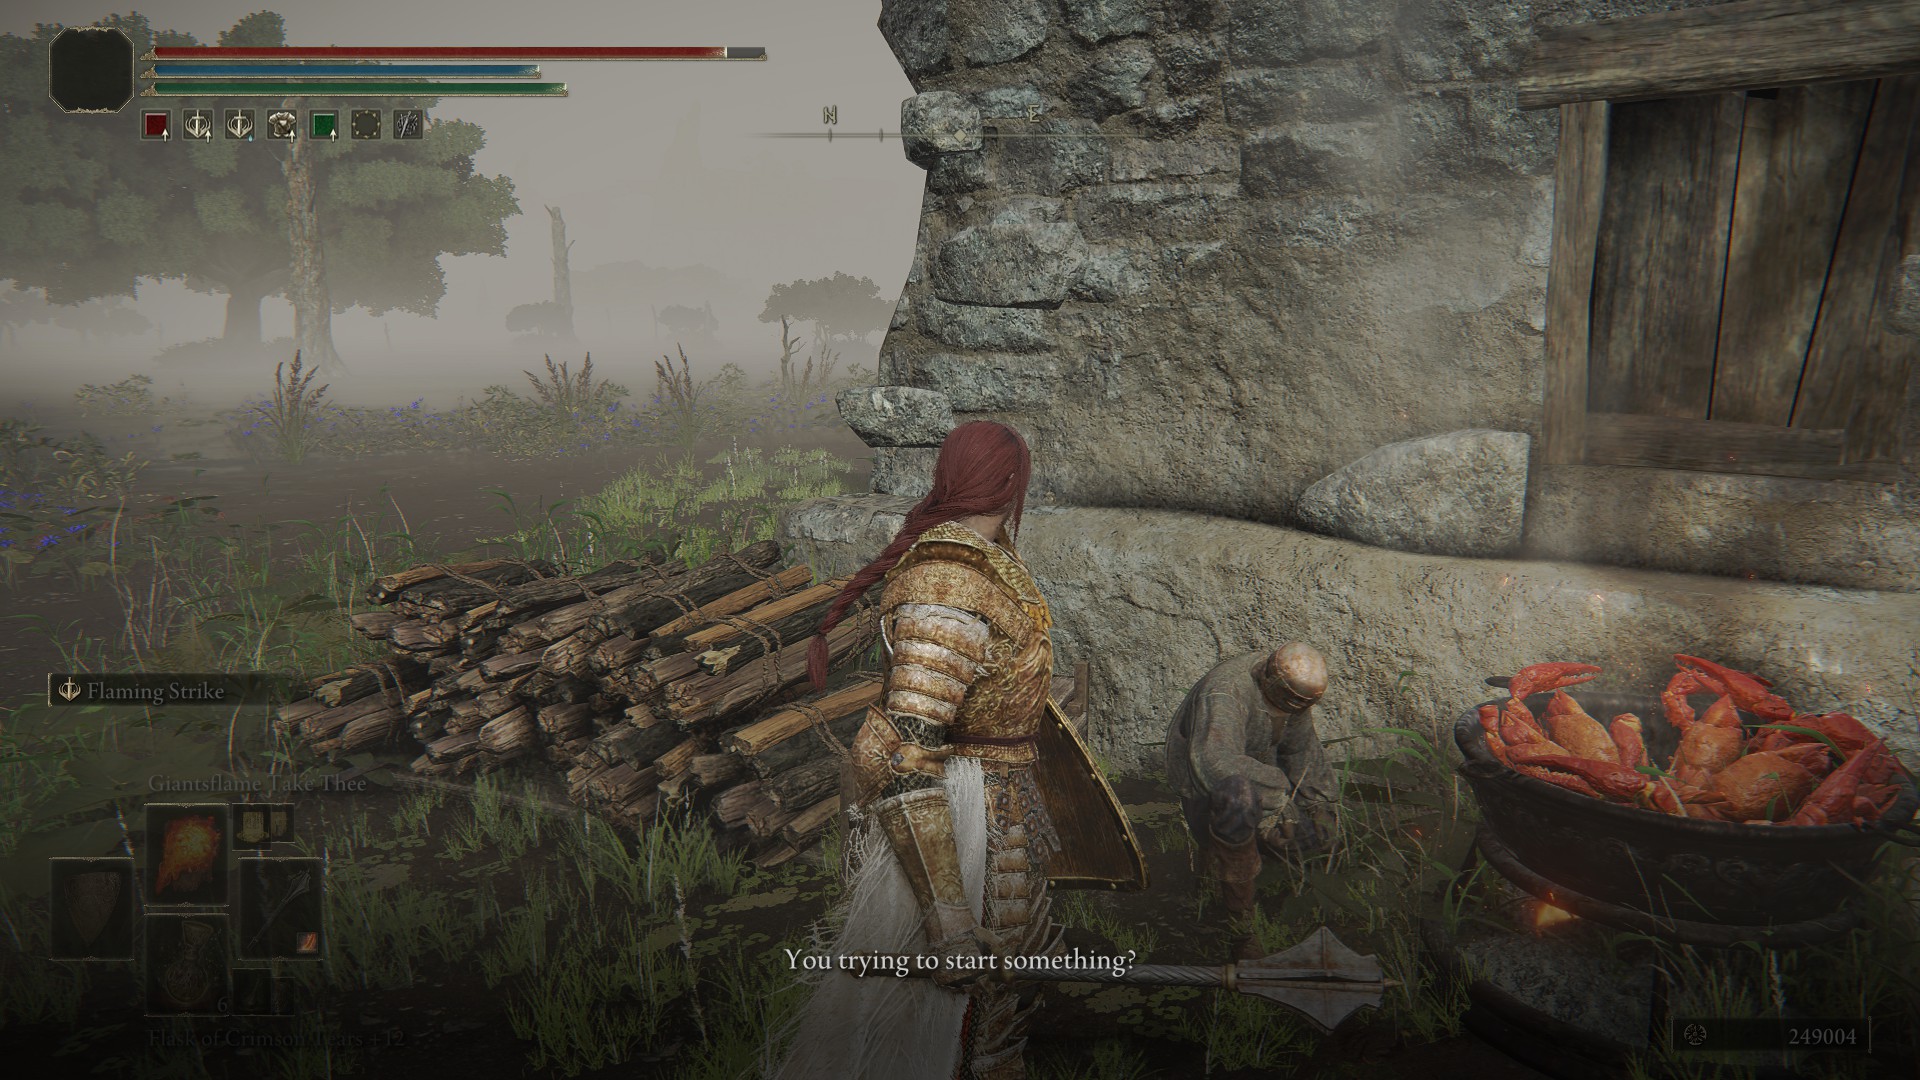 N
E
Flaming Strike
Giantsflame Take Thee
6
Flask of Crimson Tears +12
You trying to start something?
249004